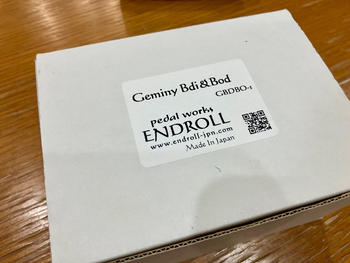 Geminy Bdi & Bod
GBDBO-1
pedal works
ENDROLL
www.endroll-jpn.com
Made In Japan